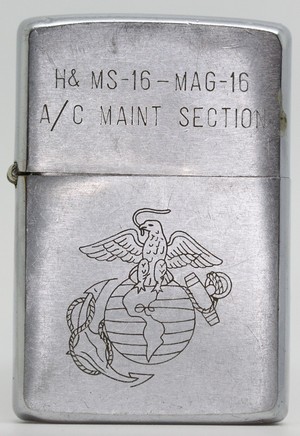 H& MS-16-MAG-16
A/C MAINT SECTION